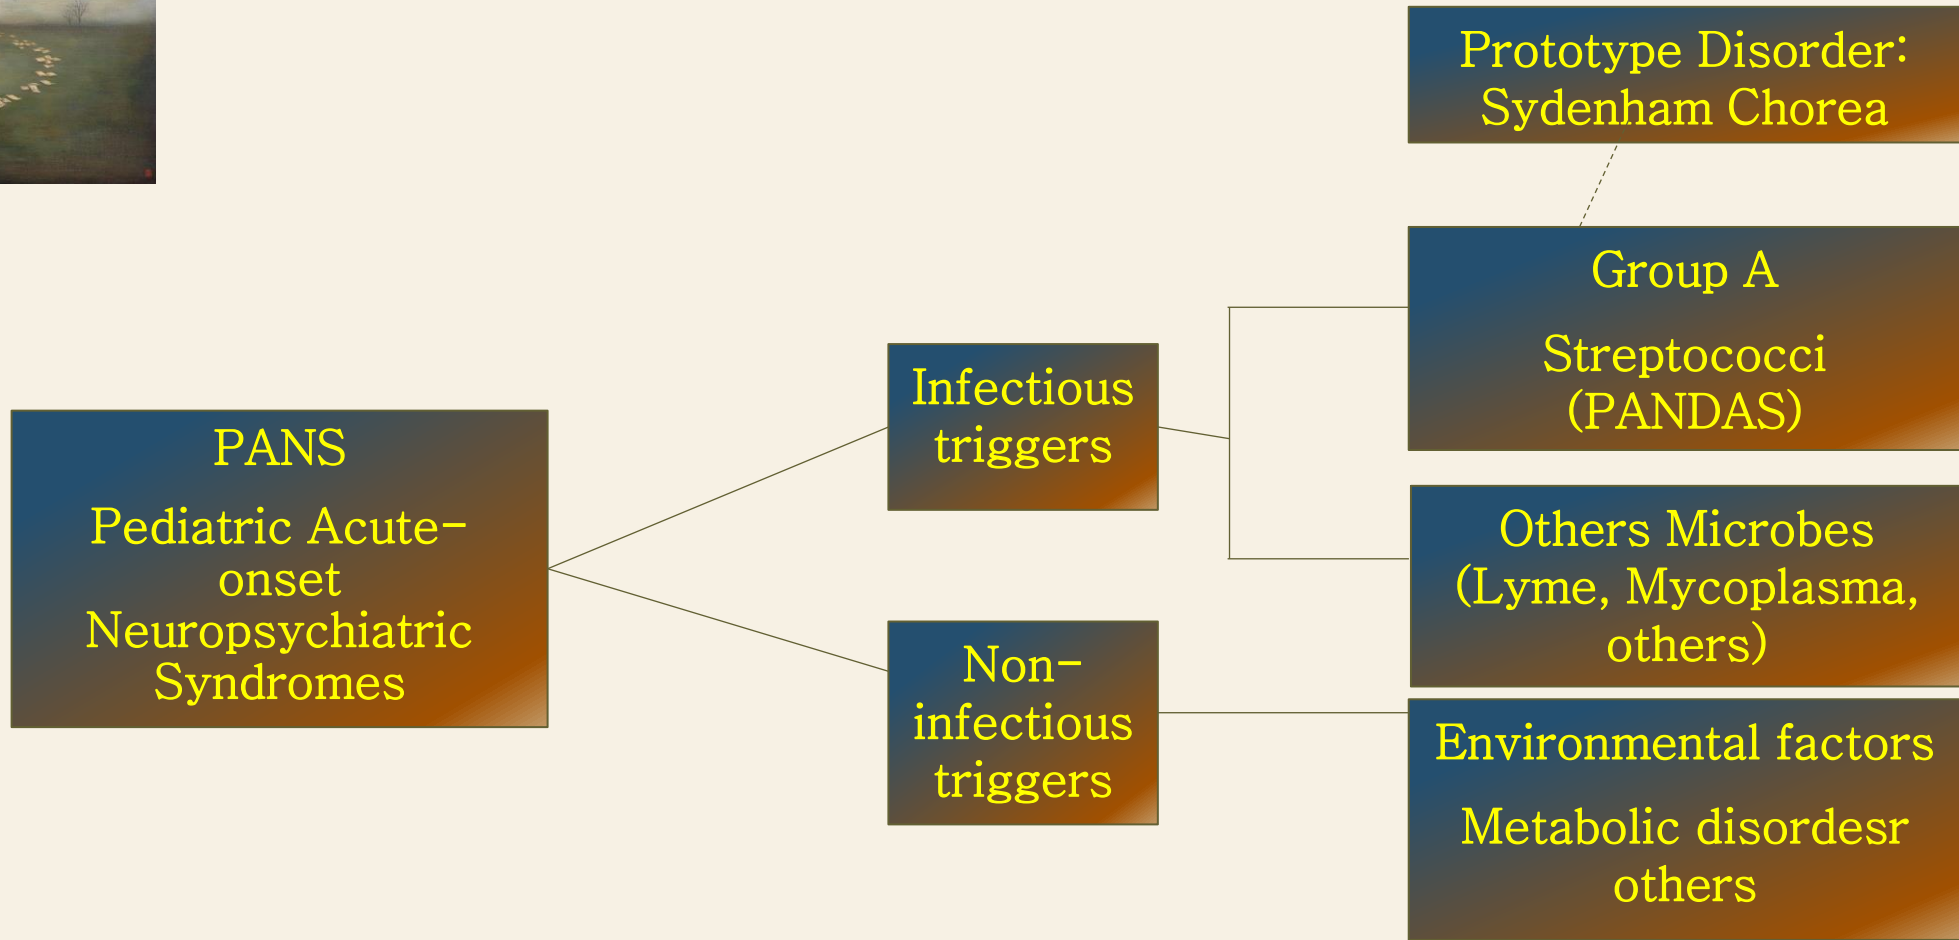 PANS
Pediatric Acute-
onset
Neuropsychiatric
Syndromes
Infectious
triggers
Non-
infectious
triggers
Prototype Disorder:
Sydenham Chorea
Group A
Streptococci
(PANDAS)
Others Microbes
(Lyme, Mycoplasma,
others)
Environmental factors
Metabolic disordesr
others